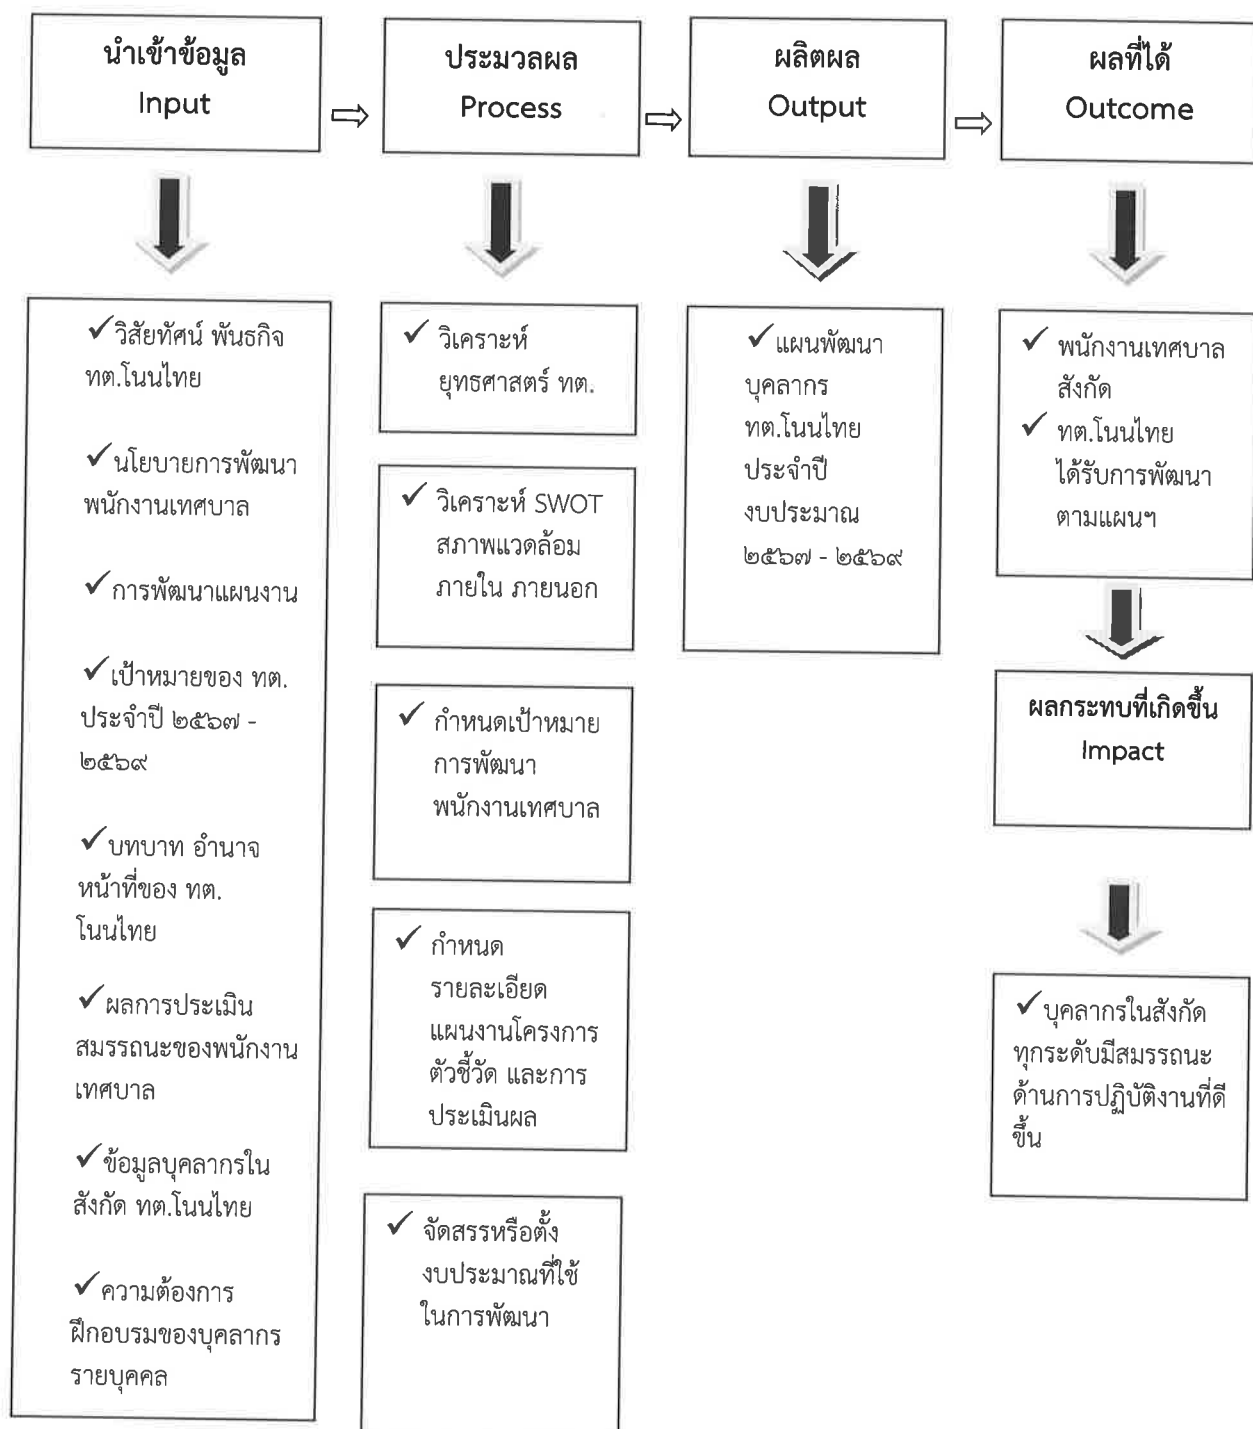 นำเข้าข้อมูล
Input
ประมวลผล
Process
ผลิตผล
Output
ผลที่ได้
Outcome
✓วิสัยทัศน์ พันธกิจ
ทต.โนนไทย
✓นโยบายการพัฒนา
พนักงานเทศบาล
✓การพัฒนาแผนงาน
✓เป้าหมายของ ทต.
ประจำปี ๒๕๖๗ -
๒๕๖๙
✓บทบาท อำนาจ
หน้าที่ของ ทต.
โนนไทย
✓ผลการประเมิน
สมรรถนะของพนักงาน
เทศบาล
✓ข้อมูลบุคลากรใน
สังกัด ทต.โนนไทย
✓ความต้องการ
ฝึกอบรมของบุคลากร
รายบุคคล
✓ วิเคราะห์
ยุทธศาสตร์ ทต.
✓ วิเคราะห์ SWOT
สภาพแวดล้อม
ภายใน ภายนอก
✓ กำหนดเป้าหมาย
การพัฒนา
พนักงานเทศบาล
✓ กำหนด
รายละเอียด
แผนงานโครงการ
ตัวชี้วัด และการ
ประเมินผล
✓ จัดสรรหรือตั้ง
งบประมาณที่ใช้
ในการพัฒนา
✓แผนพัฒนา
บุคลากร
ทต.โนนไทย
ประจำปี
งบประมาณ
๒๕๖๗ - ๒๕๖๙
✓ พนักงานเทศบาล
สังกัด
✓ ทต.โนนไทย
ได้รับการพัฒนา
ตามแผนฯ
ผลกระทบที่เกิดขึ้น
Impact
✓บุคลากรในสังกัด
ทุกระดับมีสมรรถนะ
ด้านการปฏิบัติงานที่ดี
ขึ้น